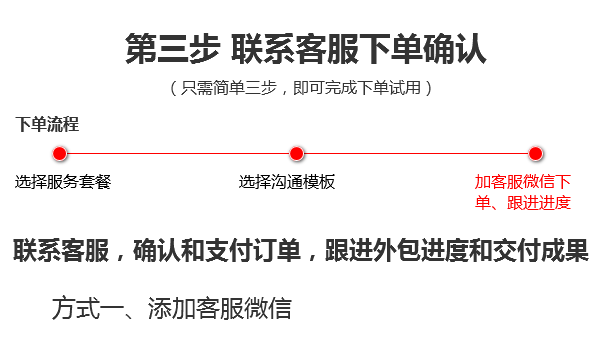 第三步 联系客服下单确认
（只需简单三步，即可完成下单试用）
下单流程
选择服务套餐
选择沟通模板
加客服微信下
单、跟进进度
联系客服，确认和支付订单，跟进外包进度和交付成果
方式一、添加客服微信